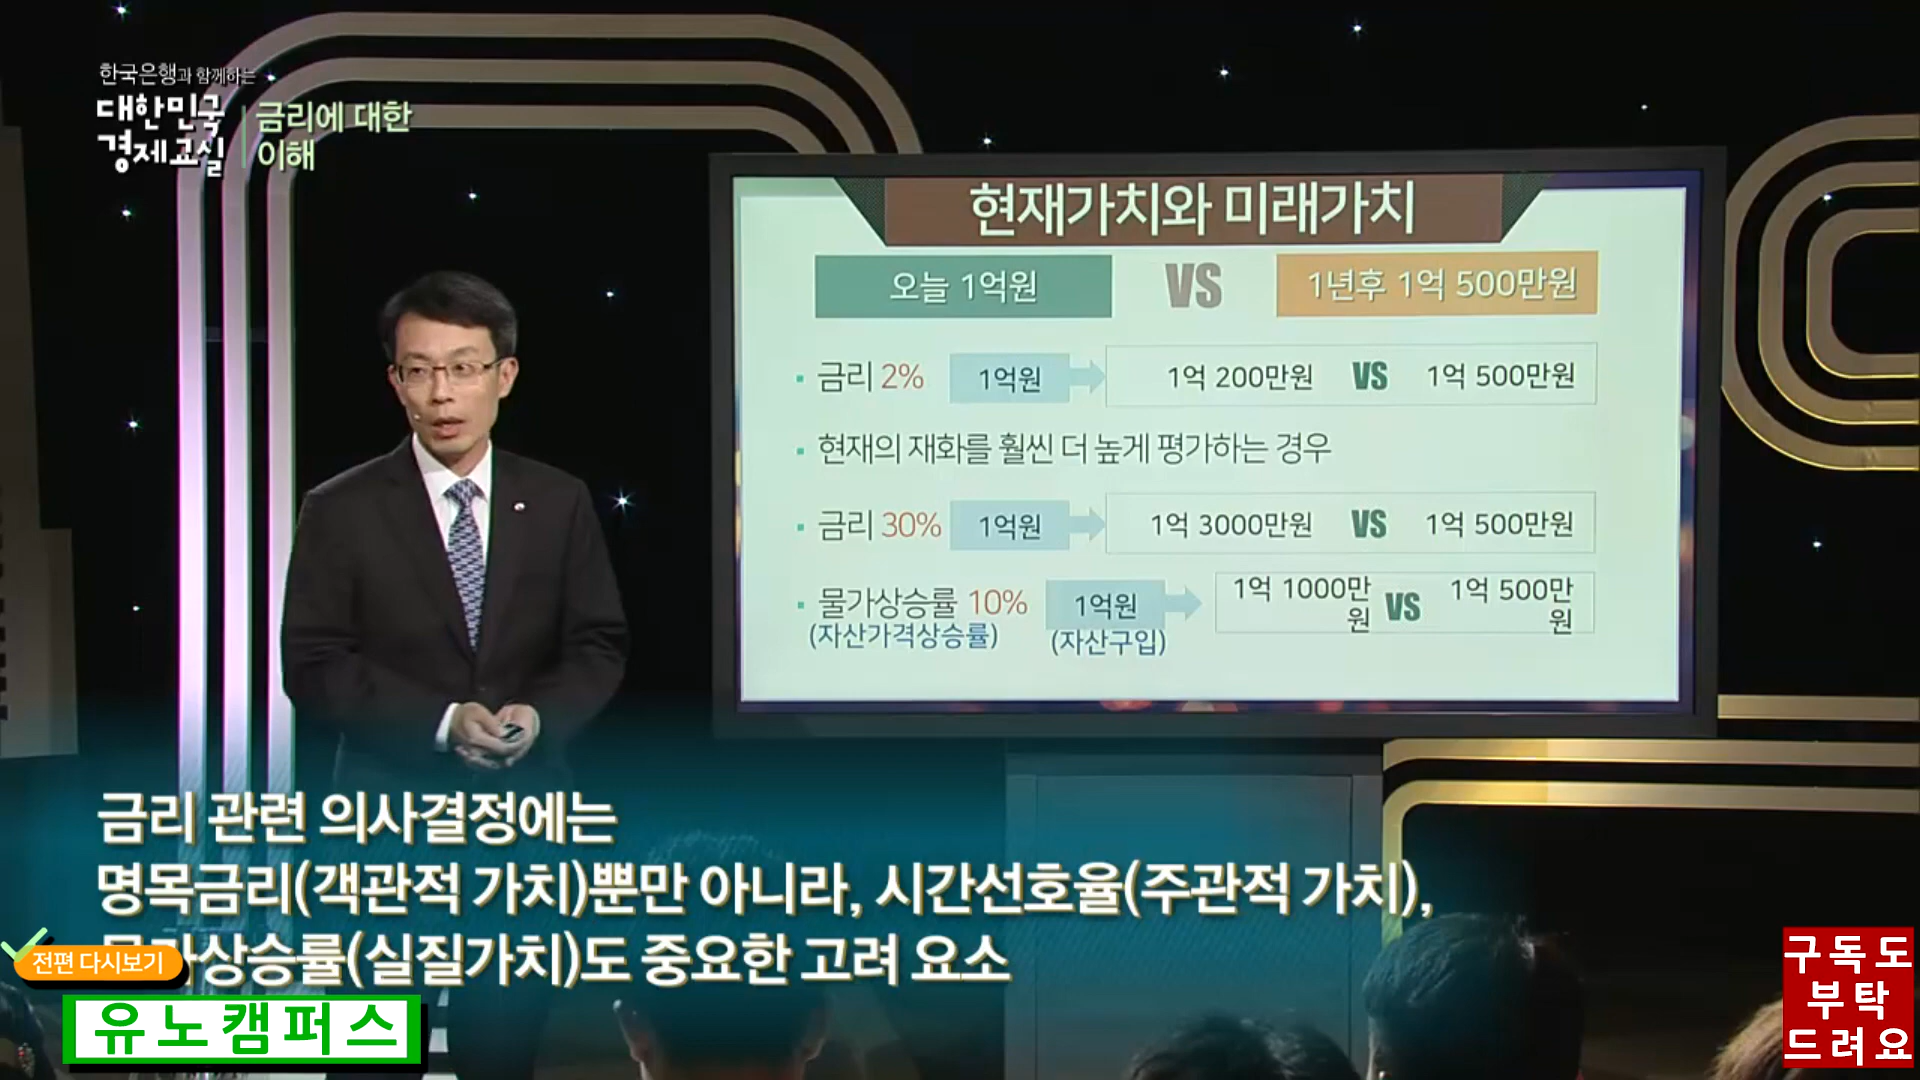 한국은행과 함께하는
대한민국
경제교실
금리에 대한
이해
현재가치와 미래가치
오늘 1억원 VS 1년후 1억 500만원
금리 2% 1억원 1억 200만원 VS 1억 500만원
현재의 재화를 훨씬 더 높게 평가하는 경우
금리 30% 1억원 1억 3000만원 VS 1억 500만원
물가상승률 10% 1억원 1억 1000만원 VS 1억 500만원
(자산가격상승률) (자산구입)
금리 관련 의사결정에는
명목금리(객관적 가치)뿐만 아니라, 시간선호율(주관적 가치),
물가상승률(실질가치)도 중요한 고려 요소
전편 다시보기
유노캠퍼스
구독도
부탁
드려요